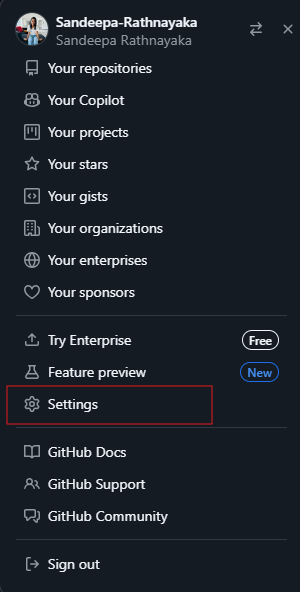 Sandeepa-Rathnayaka
Sandeepa Rathnayaka
Your repositories
Your Copilot
Your projects
Your stars
Your gists
Your organizations
Your enterprises
Your sponsors
Try Enterprise Free
Feature preview New
Settings
GitHub Docs
GitHub Support
GitHub Community
Sign out